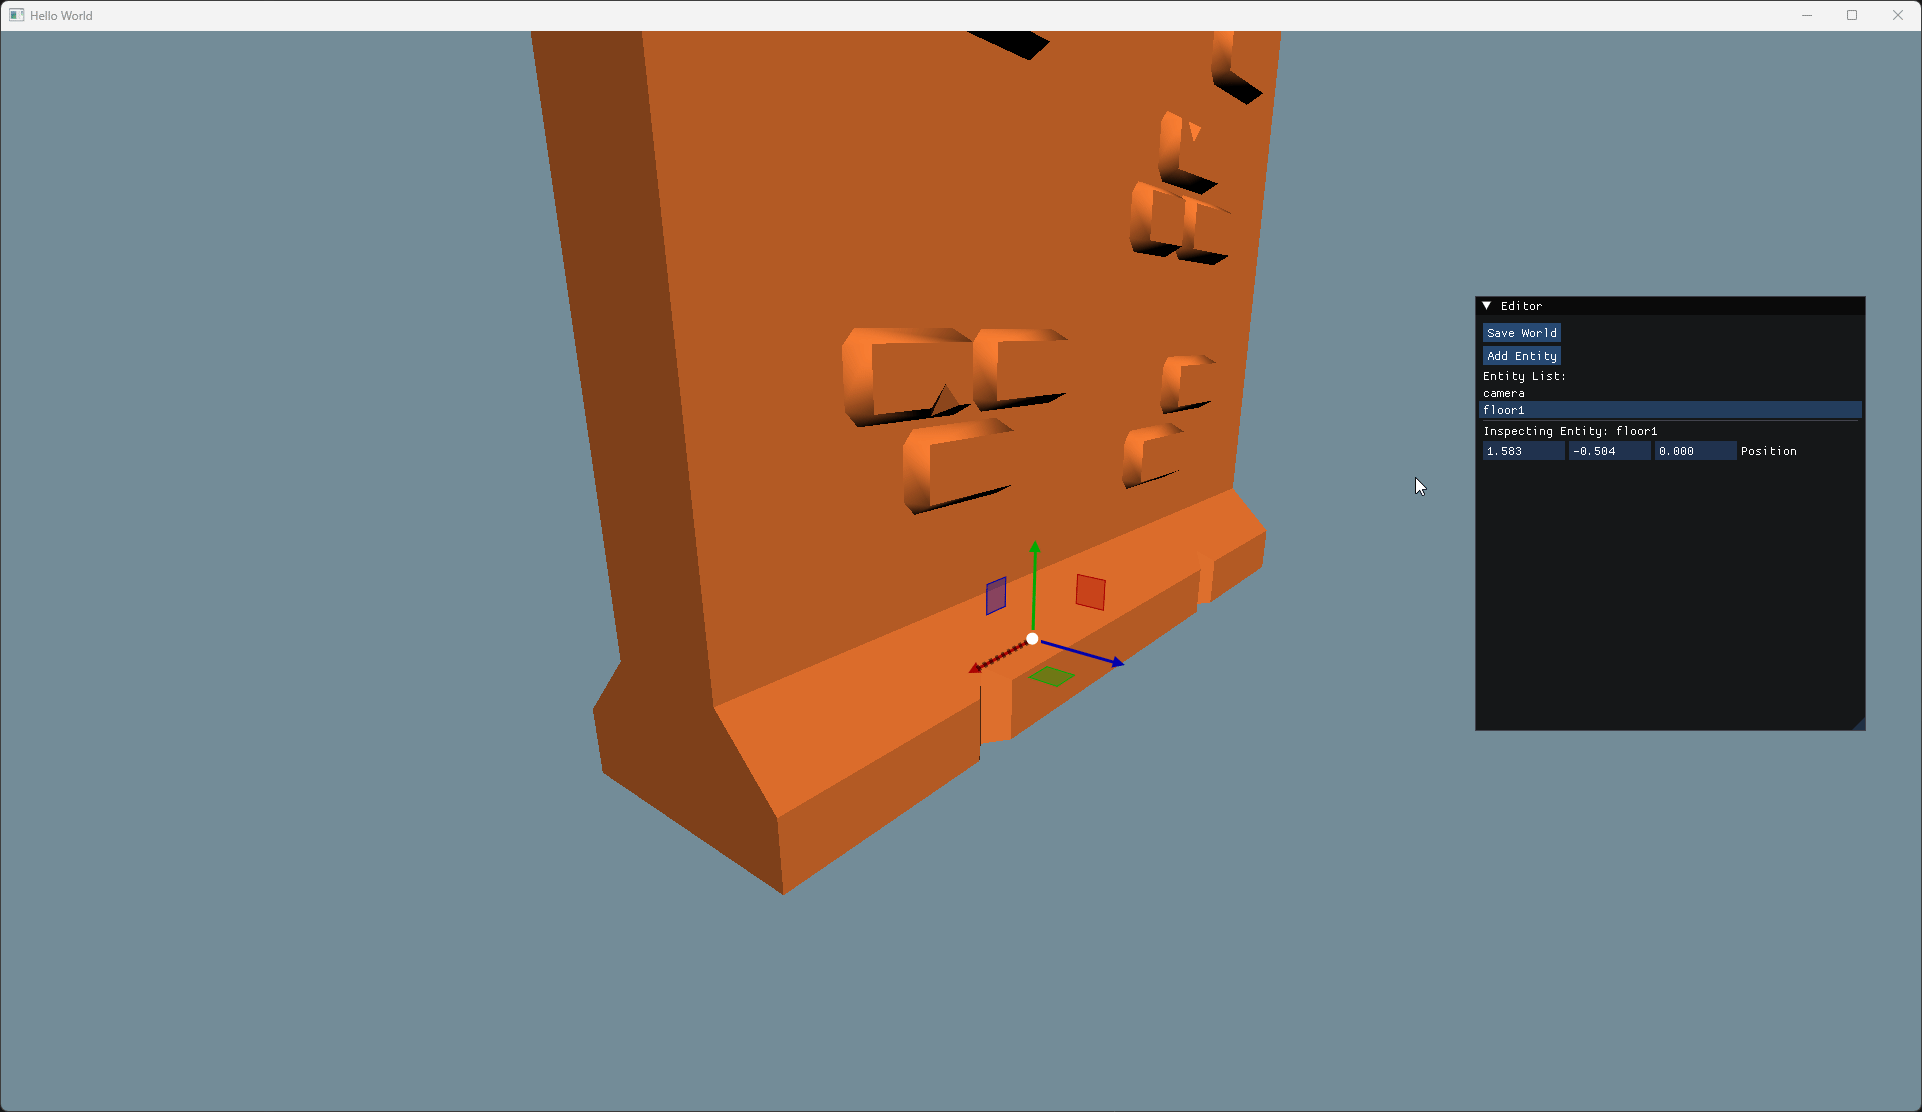 Hello World
Editor
Save World
Add Entity
Entity List:
camera
floor1
Inspecting Entity: floor1
1.583 -0.504 0.000 Position